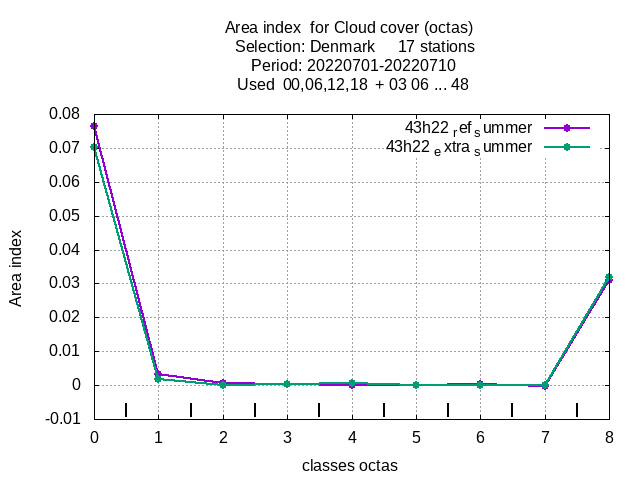 Area index  for Cloud cover (octas)
Selection: Denmark     17 stations
Period: 20220701-20220710
Used  00,06,12,18  + 03 06 ... 48
43h22 ref summer
43h22 extra summer
Area index
0.08
0.07
0.06
0.05
0.04
0.03
0.02
0.01
0
-0.01
0 1 2 3 4 5 6 7 8
classes octas